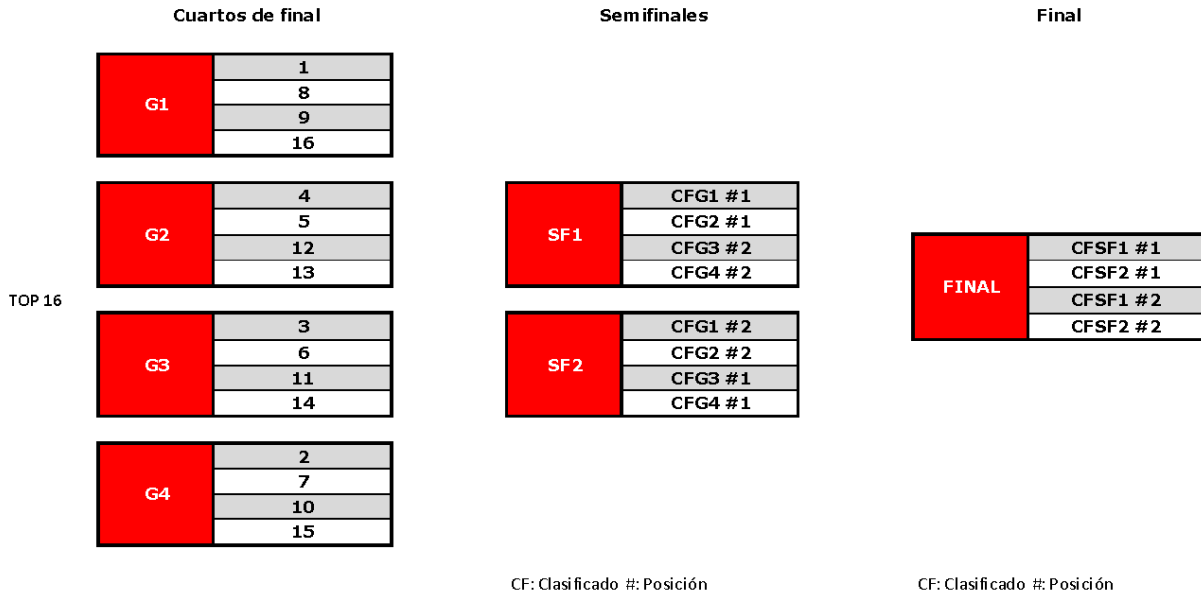 Cuartos de final
Semifinales
Final
G1
1
8
9
16
G2
4
5
12
13
TOP 16
G3
3
6
11
14
G4
2
7
10
15
SF1
CFG1 #1
CFG2 #1
CFG3 #2
CFG4 #2
SF2
CFG1 #2
CFG2 #2
CFG3 #1
CFG4 #1
FINAL
CFSF1 #1
CFSF2 #1
CFSF1 #2
CFSF2 #2
CF: Clasificado #: Posición
CF: Clasificado #: Posición